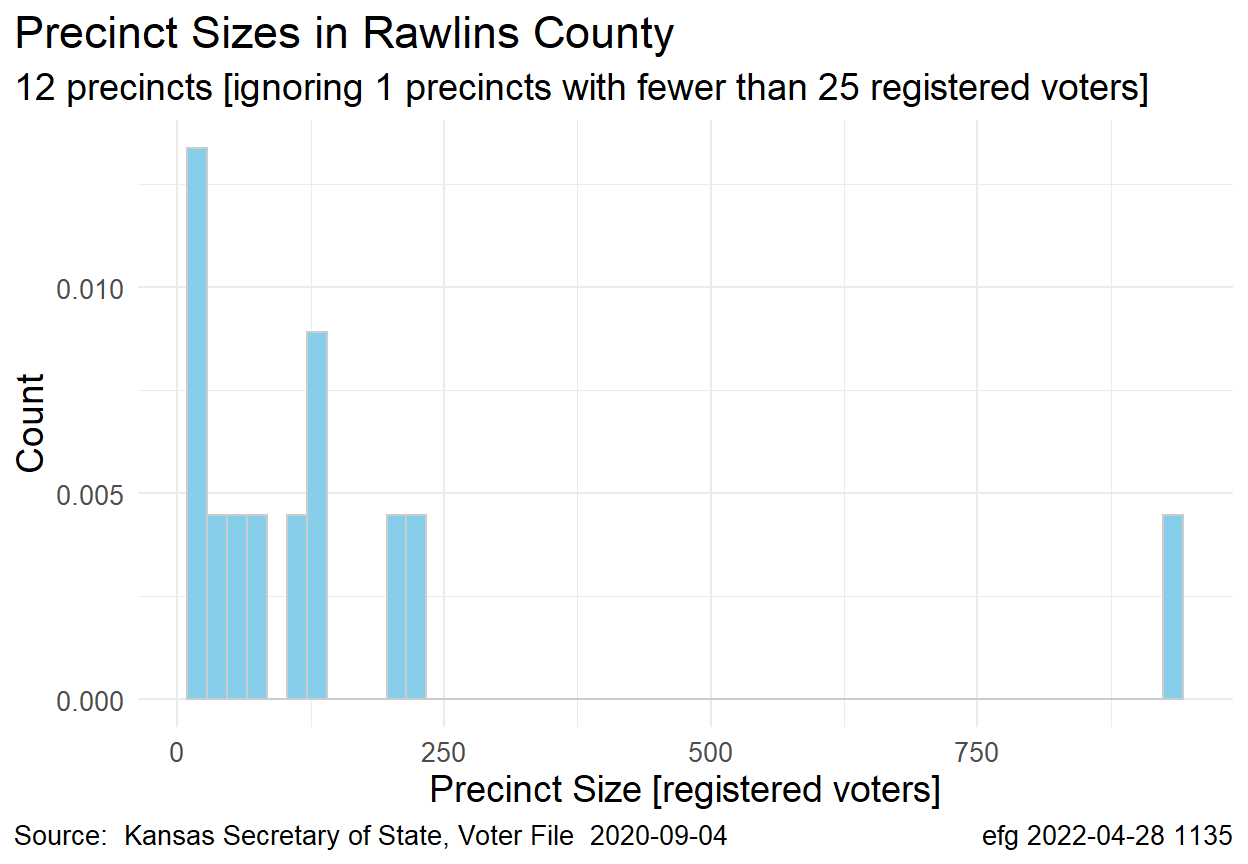 Precinct Sizes in Rawlins County
12 precincts [ignoring 1 precincts with fewer than 25 registered voters]
Count
0.010
0.005
0.000
0 250 500 750
Precinct Size [registered voters]
Source:  Kansas Secretary of State, Voter File  2020-09-04 efg 2022-04-28 1135